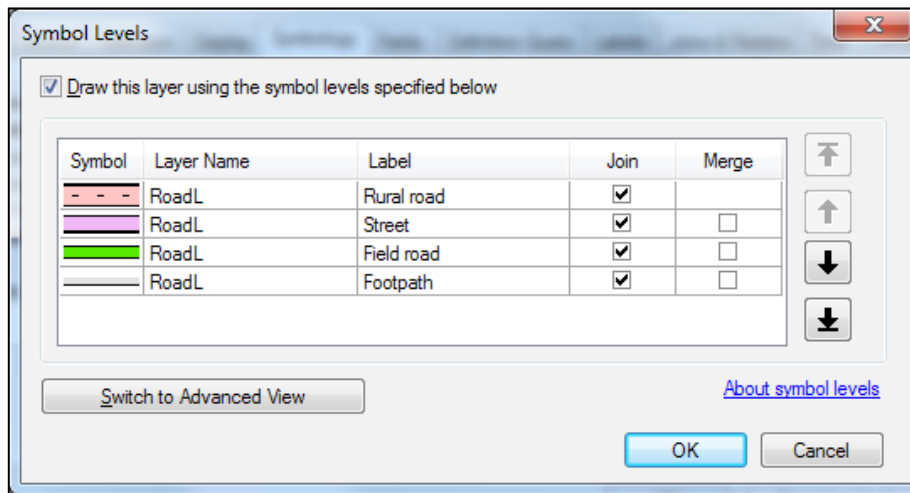 Symbol Levels
Draw this layer using the symbol levels specified below
Symbol Layer Name Label Join Merge
RoadL Rural road
RoadL Street
RoadL Field road
RoadL Footpath
Switch to Advanced View
About symbol levels
OK Cancel